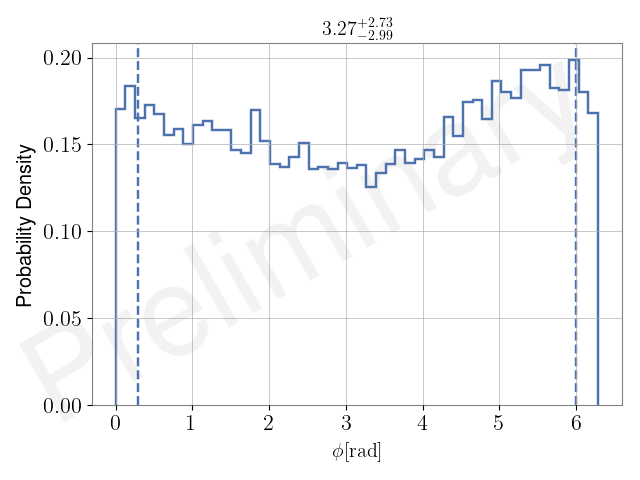 3.27^{+2.73}_{-2.99}
0.20
0.15
0.10
0.05
0.00
Probability Density
Preliminary
0 1 2 3 4 5 6
ϕ[rad]